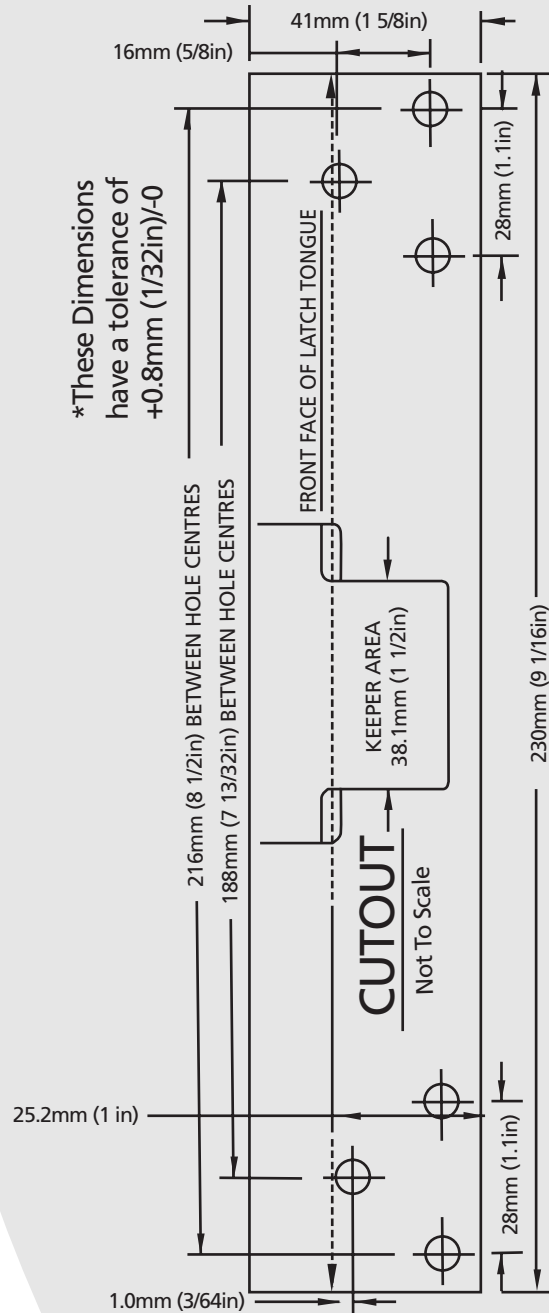 41mm (1 5/8in)
16mm (5/8in)
28mm (1.1in)
*These Dimensions
have a tolerance of
+0.8mm (1/32in)/-0
FRONT FACE OF LATCH TONGUE
216mm (8 1/2in) BETWEEN HOLE CENTRES
188mm (7 13/32in) BETWEEN HOLE CENTRES
KEEPER AREA
38.1mm (1 1/2in)
230mm (9 1/16in)
CUTOUT
Not To Scale
25.2mm (1 in)
28mm (1.1in)
1.0mm (3/64in)